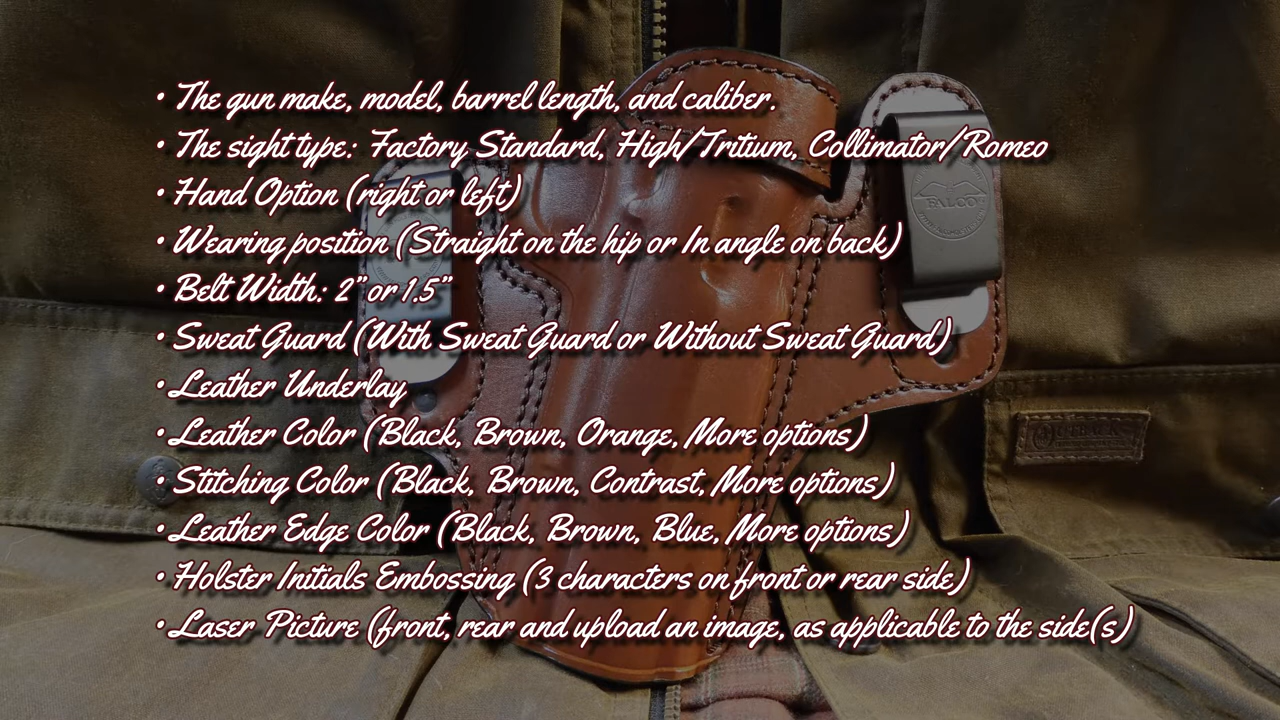 • The gun make, model, barrel length, and caliber.
• The sight type: Factory Standard, High/Tritium, Collimator/Romeo
• Hand Option (right or left)
• Wearing position (Straight on the hip or In angle on back)
• Belt Width: 2" or 1.5"
• Sweat Guard (With Sweat Guard or Without Sweat Guard)
• Leather Underlay
• Leather Color (Black, Brown, Orange, More options)
• Stitching Color (Black, Brown, Contrast, More options)
• Leather Edge Color (Black, Brown, Blue, More options)
• Holster Initials Embossing (3 characters on front or rear side)
• Laser Picture (front, rear and upload an image, as applicable to the side(s)
FALCO
OUTBACK